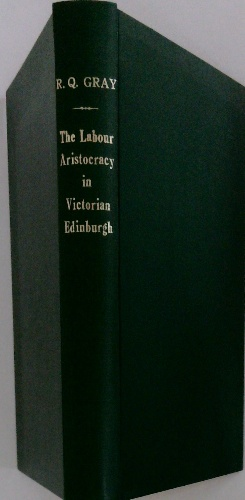 R. Q. GRAY
The Labour
Aristocracy
in
Victorian
Edinburgh